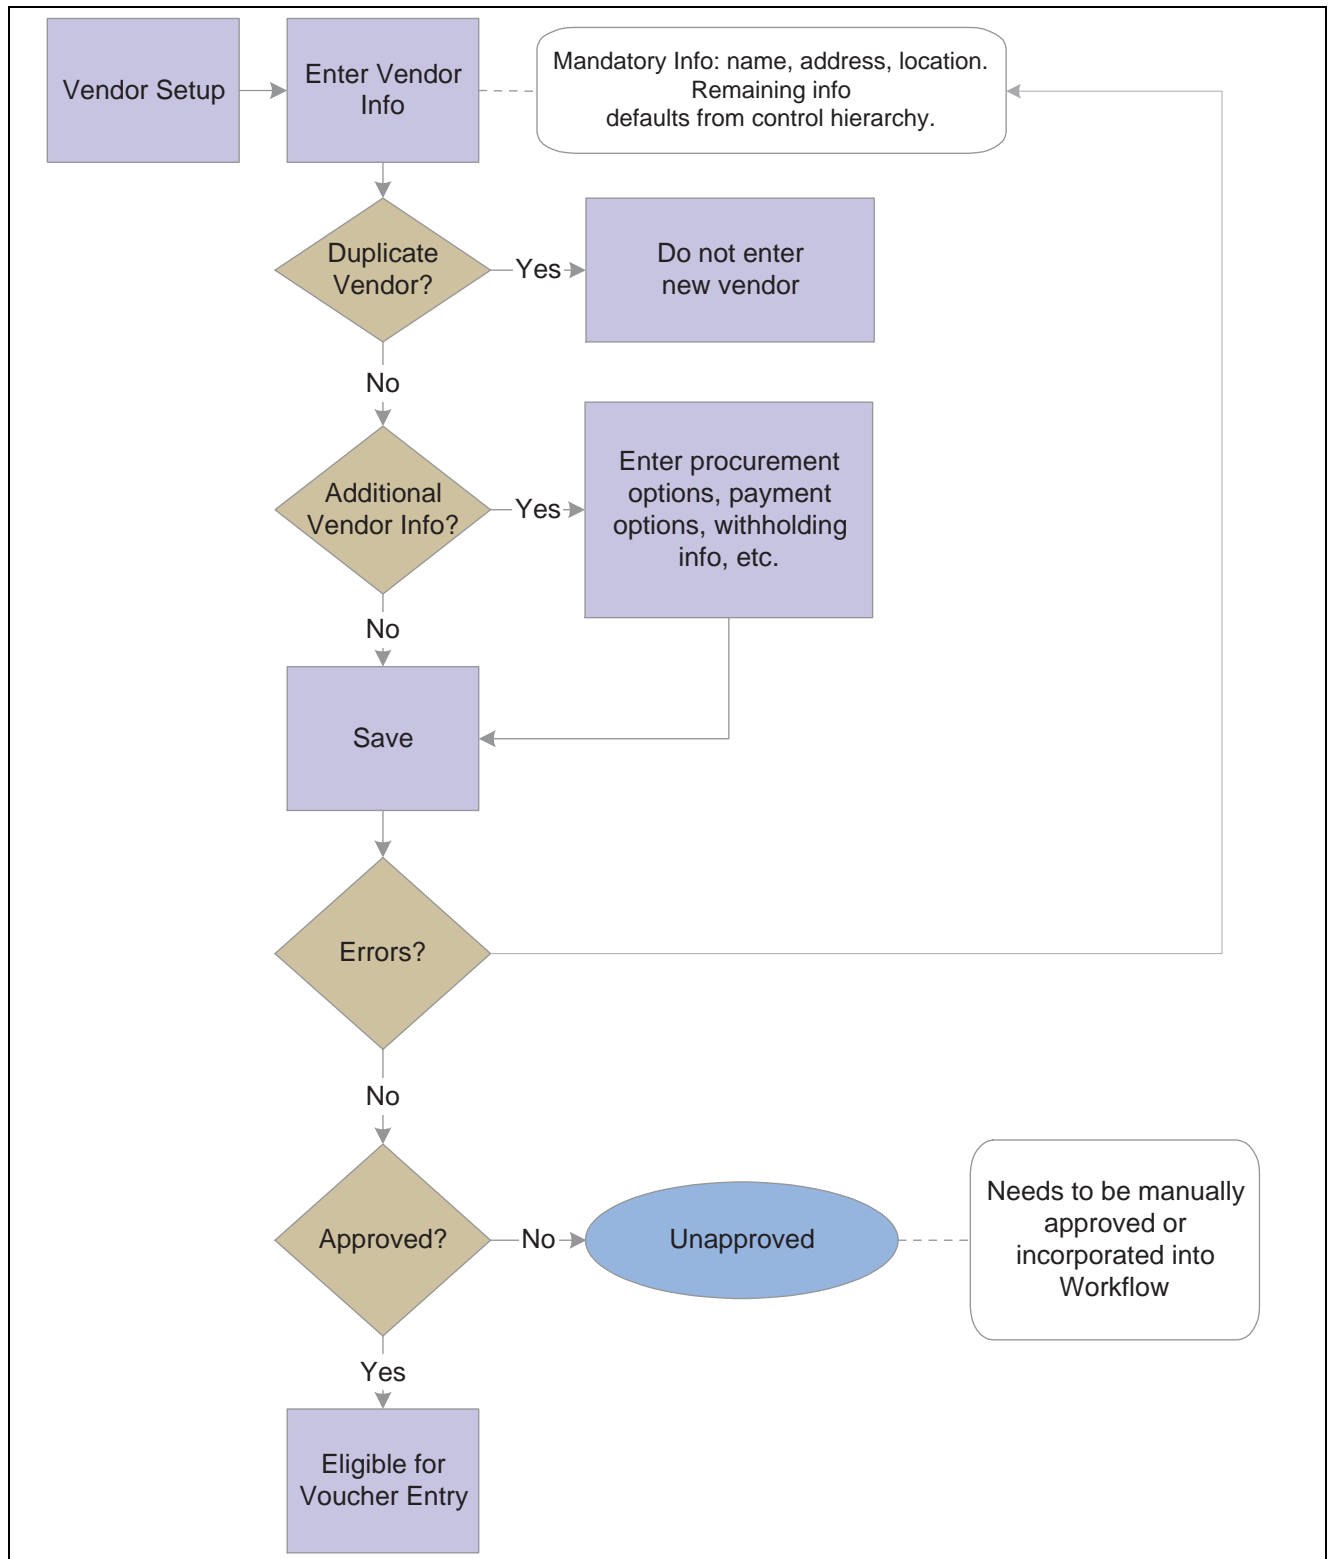 Vendor Setup
Enter Vendor
Info
Mandatory Info: name, address, location.
Remaining info
defaults from control hierarchy.
Duplicate
Vendor?
Yes
Do not enter
new vendor
No
Additional
Vendor Info?
Yes
Enter procurement
options, payment
options, withholding
info, etc.
No
Save
Errors?
No
Approved?
No
Unapproved
Needs to be manually
approved or
incorporated into
Workflow
Yes
Eligible for
Voucher Entry